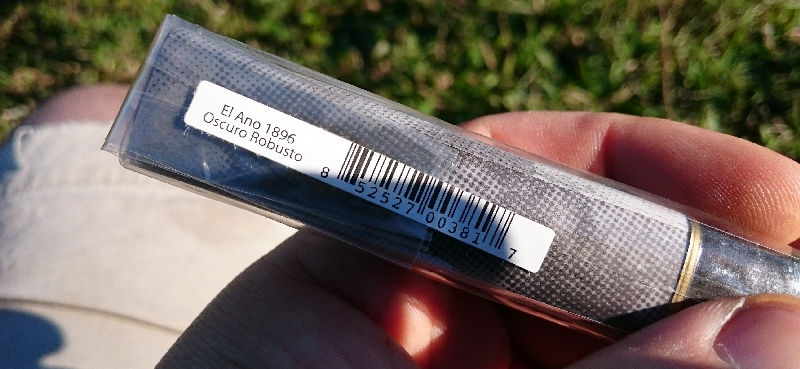 El Ano 1896
Oscuro Robusto
8 52527 00381 7